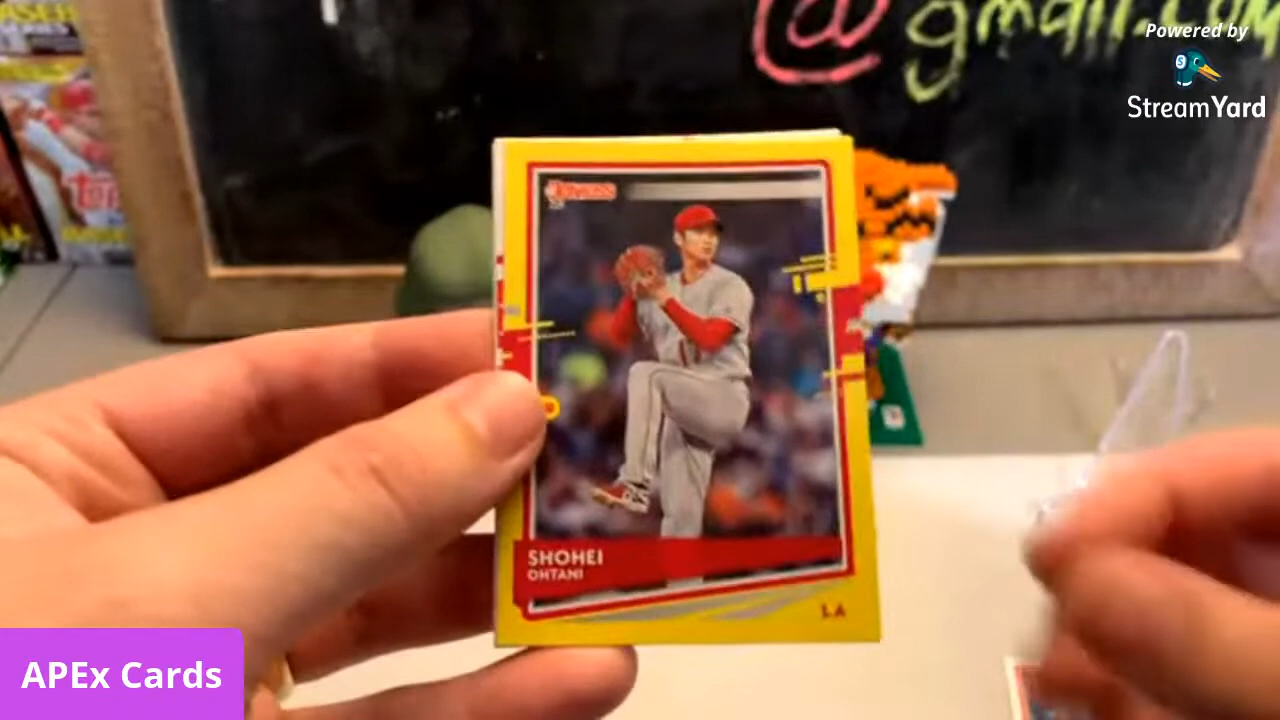 @gmail.com
Powered by
StreamYard
Donruss
SHOHEI
OHTANI
LA
APEx Cards